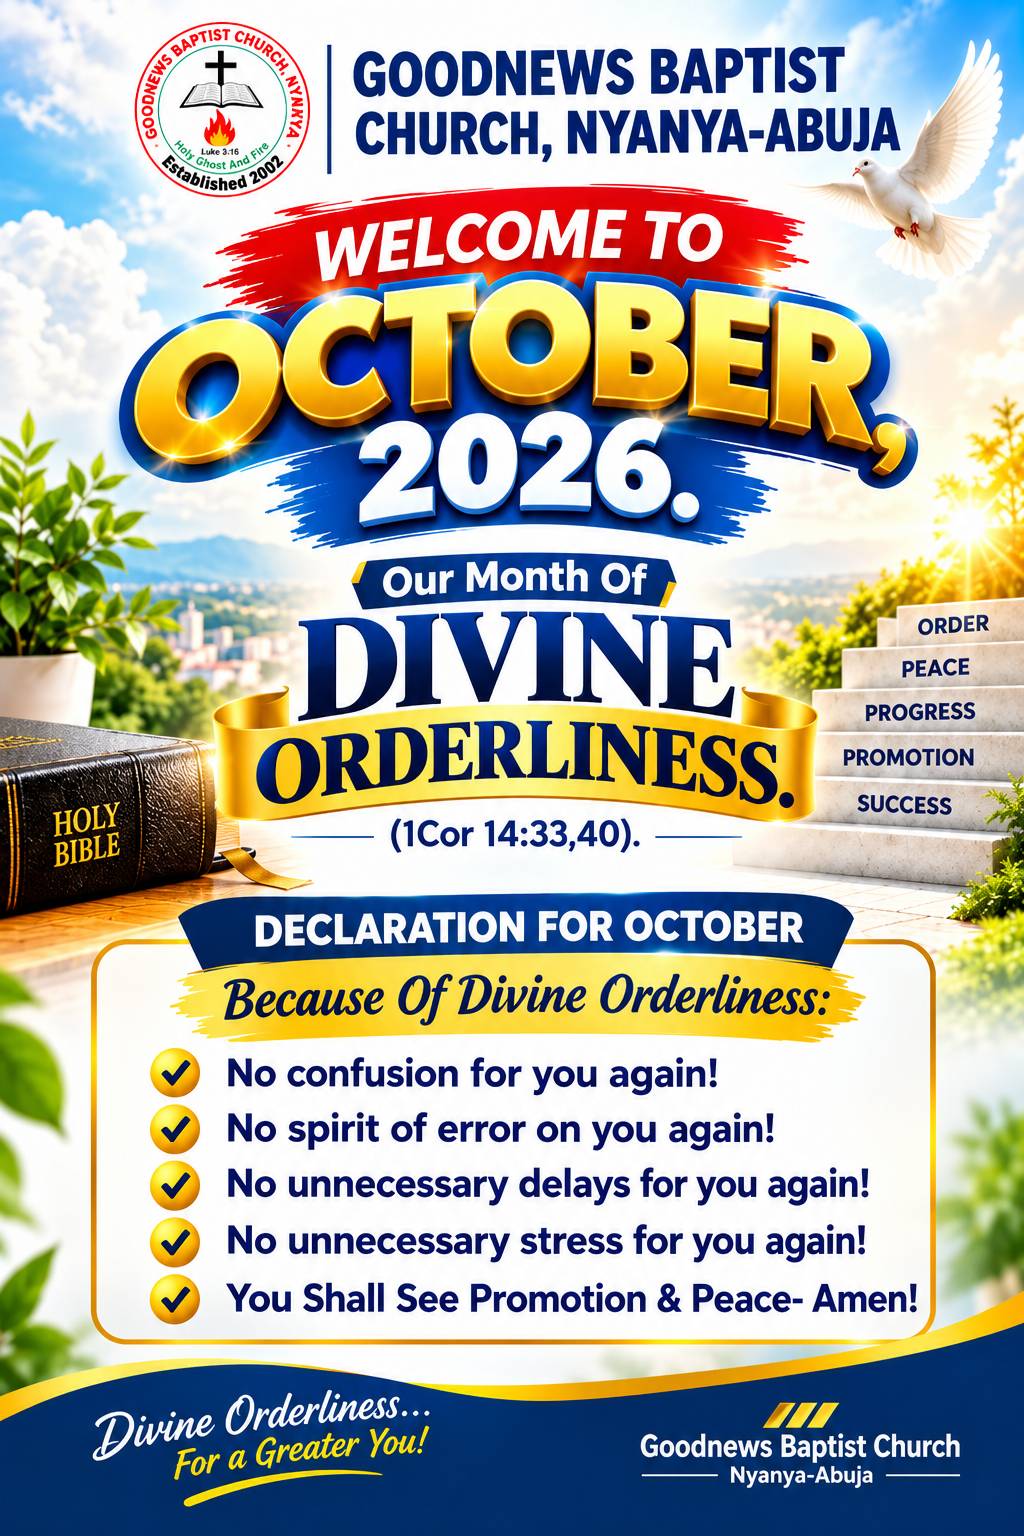 GOODNEWS BAPTIST CHURCH, NYNNYA
Luke 3:16
Holy Ghost And Fire
Established 2002
GOODNEWS BAPTIST
CHURCH, NYANYA-ABUJA
WELCOME TO
OCTOBER,
2026.
Our Month Of
DIVINE
ORDERLINESS.
(1Cor 14:33,40).
HOLY
BIBLE
ORDER
PEACE
PROGRESS
PROMOTION
SUCCESS
DECLARATION FOR OCTOBER
Because Of Divine Orderliness:
No confusion for you again!
No spirit of error on you again!
No unnecessary delays for you again!
No unnecessary stress for you again!
You Shall See Promotion & Peace- Amen!
Divine Orderliness...
For a Greater You!
Goodnews Baptist Church
Nyanya-Abuja